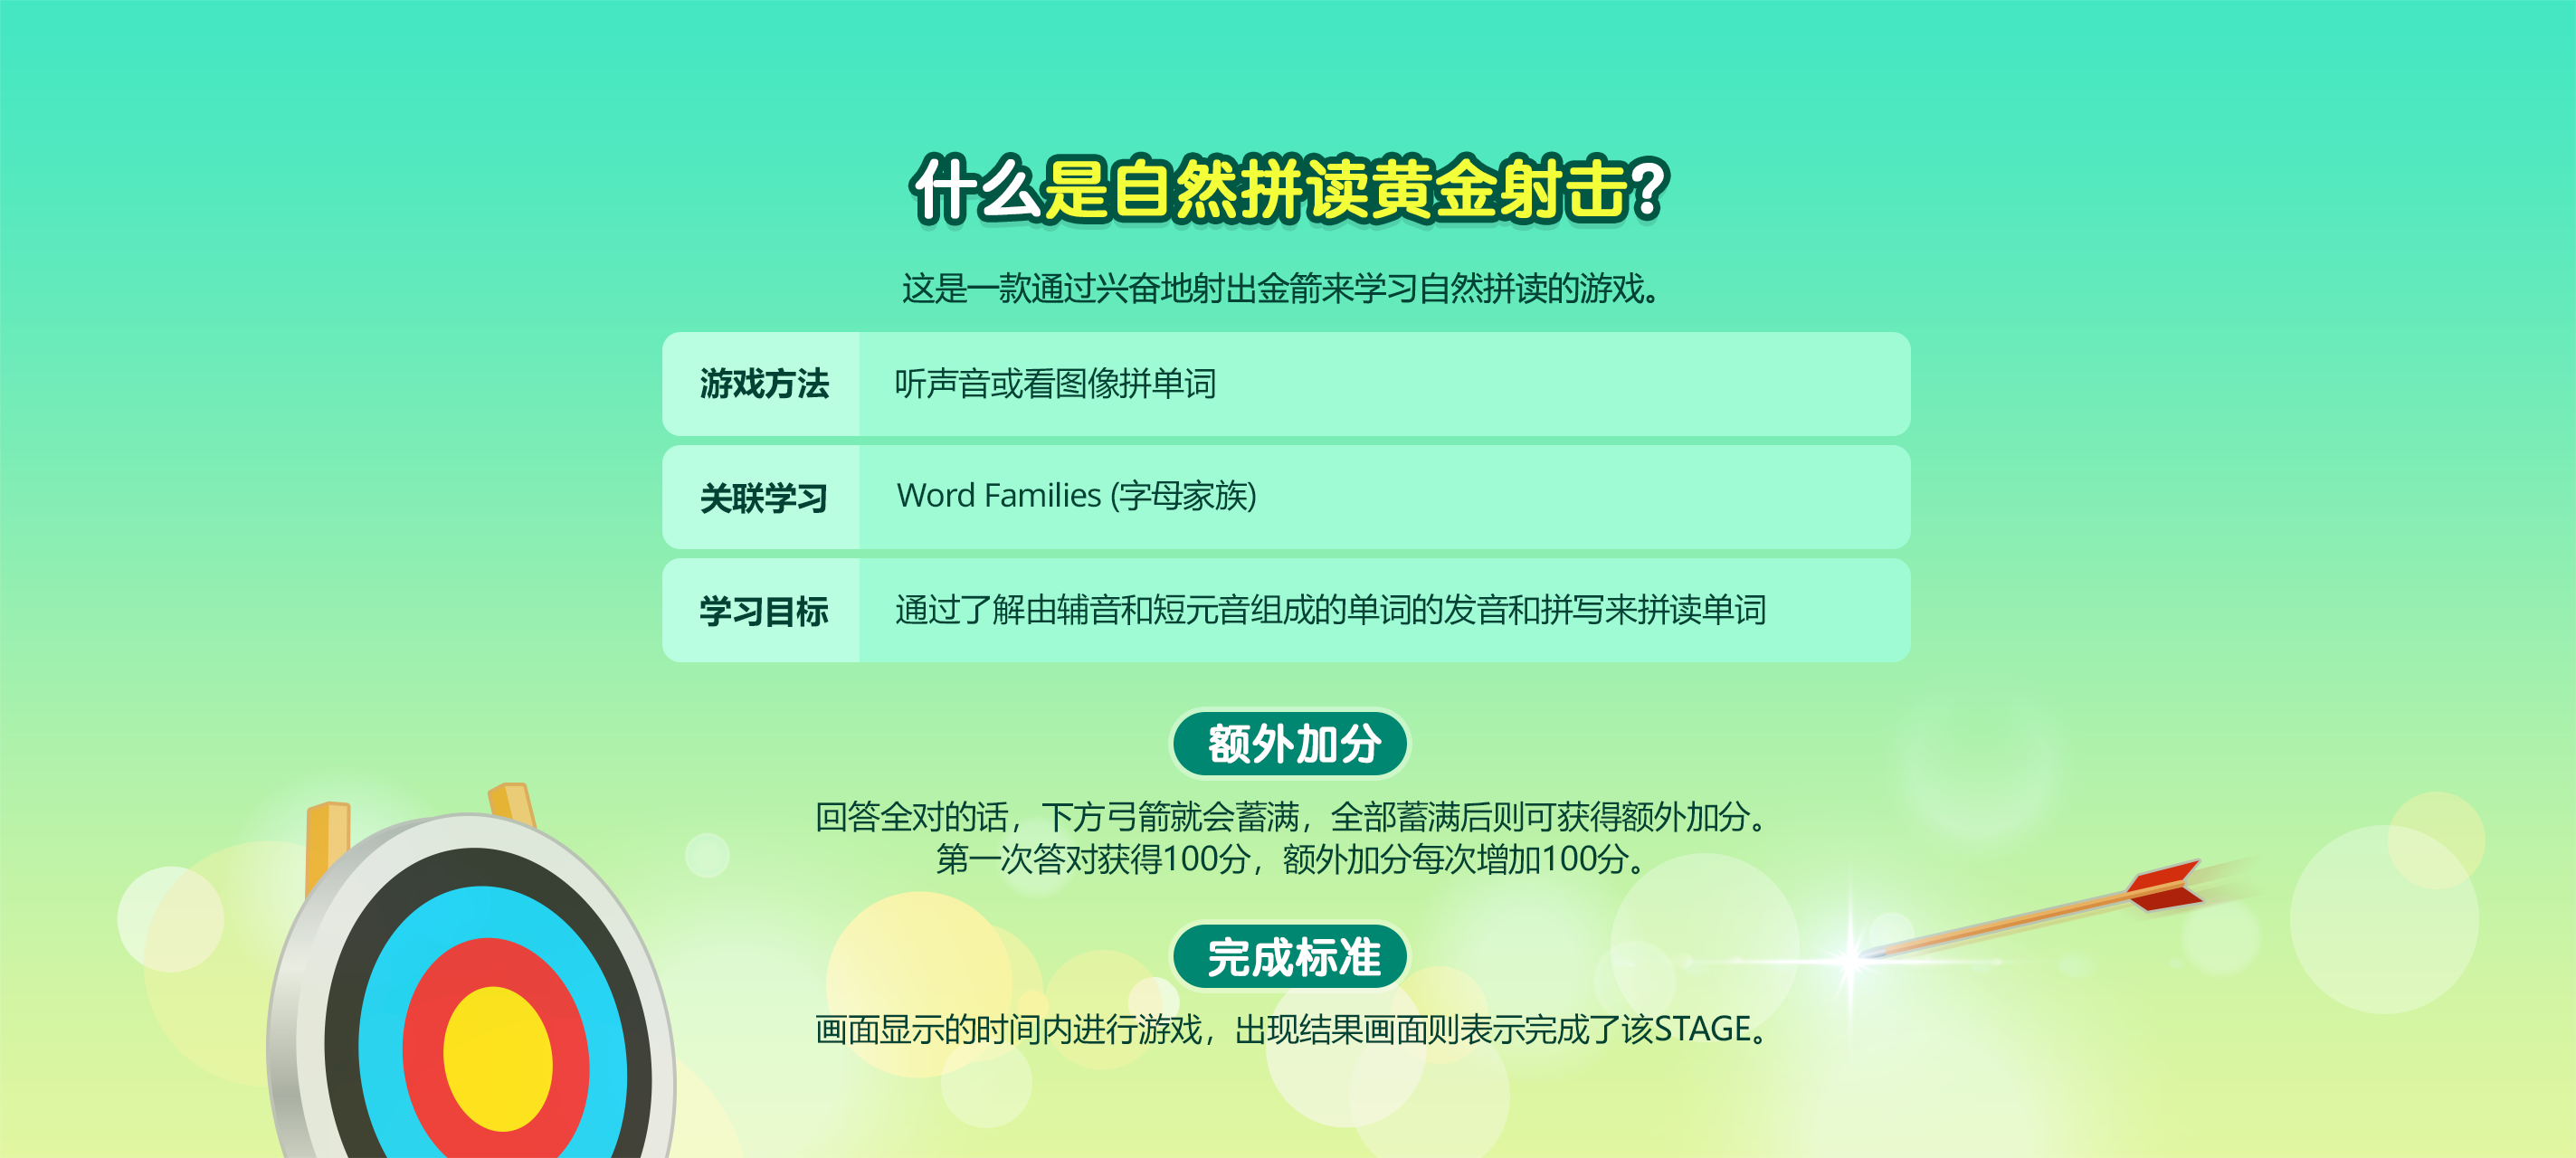 什么是自然拼读黄金射击?
这是一款通过兴奋地射出金箭来学习自然拼读的游戏。
游戏方法 听声音或看图像拼单词
关联学习 Word Families (字母家族)
学习目标 通过了解由辅音和短元音组成的单词的发音和拼写来拼读单词
额外加分
回答全对的话，下方弓箭就会蓄满，全部蓄满后则可获得额外加分。
第一次答对获得100分，额外加分每次增加100分。
完成标准
画面显示的时间内进行游戏，出现结果画面则表示完成了该STAGE。